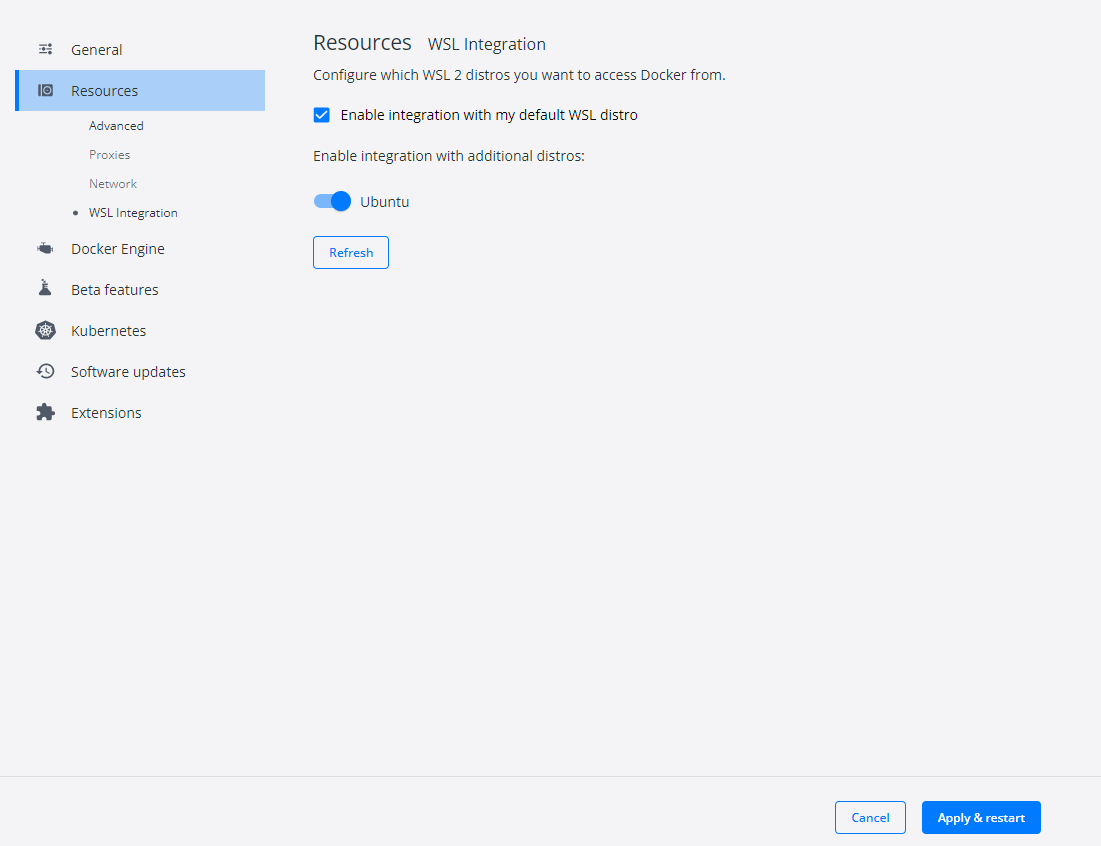 General
Resources
Advanced
Proxies
Network
WSL Integration
Docker Engine
Beta features
Kubernetes
Software updates
Extensions
Resources WSL Integration
Configure which WSL 2 distros you want to access Docker from.
Enable integration with my default WSL distro
Enable integration with additional distros:
Ubuntu
Refresh
Cancel
Apply & restart